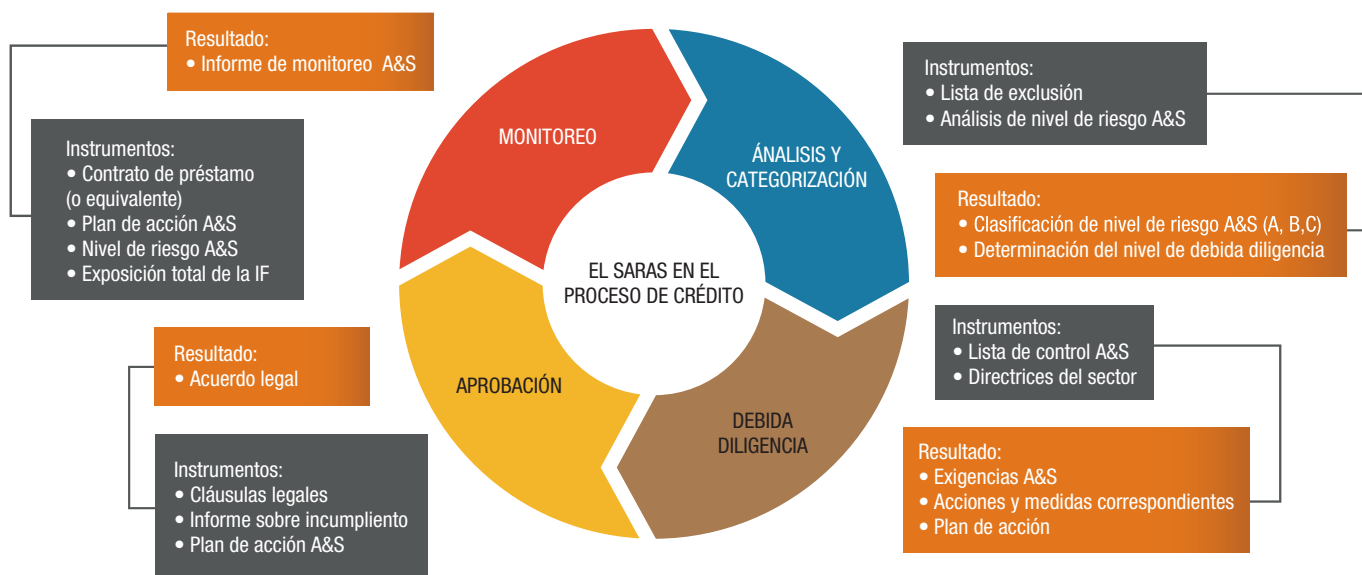 Resultado:
• Informe de monitoreo A&S
Instrumentos:
• Contrato de préstamo
(o equivalente)
• Plan de acción A&S
• Nivel de riesgo A&S
• Exposición total de la IF
Resultado:
• Acuerdo legal
Instrumentos:
• Cláusulas legales
• Informe sobre incumpliento
• Plan de acción A&S
MONITOREO
ÁNALISIS Y
CATEGORIZACIÓN
EL SARAS EN EL
PROCESO DE CRÉDITO
APROBACIÓN
DEBIDA
DILIGENCIA
Instrumentos:
• Lista de exclusión
• Análisis de nivel de riesgo A&S
Resultado:
• Clasificación de nivel de riesgo A&S (A, B,C)
• Determinación del nivel de debida diligencia
Instrumentos:
• Lista de control A&S
• Directrices del sector
Resultado:
• Exigencias A&S
• Acciones y medidas correspondientes
• Plan de acción